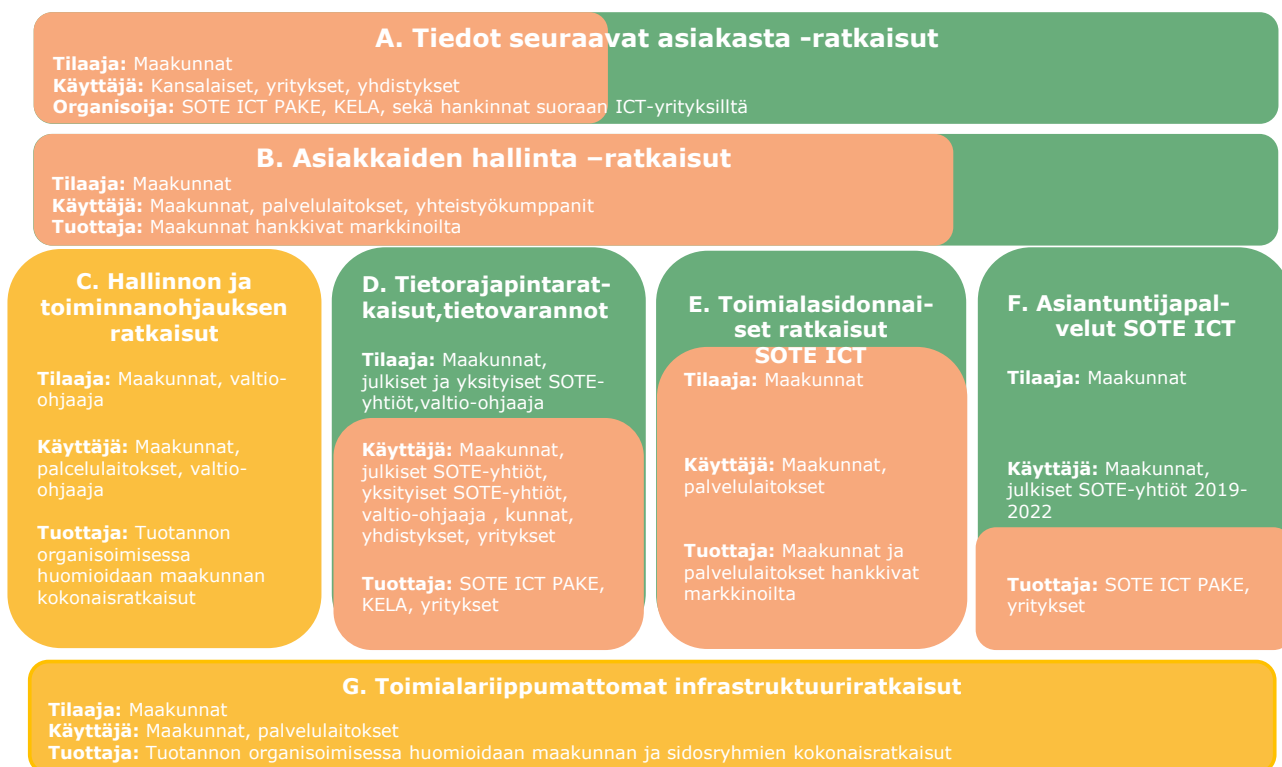 A. Tiedot seuraavat asiakasta -ratkaisut
Tilaaja: Maakunnat
Käyttäjä: Kansalaiset, yritykset, yhdistykset
Organisoija: SOTE ICT PAKE, KELA, sekä hankinnat suoraan ICT-yrityksilltä
B. Asiakkaiden hallinta –ratkaisut
Tilaaja: Maakunnat
Käyttäjä: Maakunnat, palvelulaitokset, yhteistyökumppanit
Tuottaja: Maakunnat hankkivat markkinoilta
C. Hallinnon ja
toiminnanohjauksen
ratkaisut
Tilaaja: Maakunnat, valtio-
ohjaaja
Käyttäjä: Maakunnat,
palcelulaitokset, valtio-
ohjaaja
Tuottaja: Tuotannon
organisoimisessa
huomioidaan maakunnan
kokonaisratkaisut
D. Tietorajapintarat-
kaisut,tietovarannot
Tilaaja: Maakunnat,
julkiset ja yksityiset SOTE-
yhtiöt,valtio-ohjaaja
Käyttäjä: Maakunnat,
julkiset SOTE-yhtiöt,
yksityiset SOTE-yhtiöt,
valtio-ohjaaja , kunnat,
yhdistykset, yritykset
Tuottaja: SOTE ICT PAKE,
KELA, yritykset
E. Toimialasidonnai-
set ratkaisut
SOTE ICT
Tilaaja: Maakunnat
Käyttäjä: Maakunnat,
palvelulaitokset
Tuottaja: Maakunnat ja
palvelulaitokset hankkivat
markkinoilta
F. Asiantuntijapal-
velut SOTE ICT
Tilaaja: Maakunnat
Käyttäjä: Maakunnat,
julkiset SOTE-yhtiöt 2019-
2022
Tuottaja: SOTE ICT PAKE,
yritykset
G. Toimialariippumattomat infrastruktuuriratkaisut
Tilaaja: Maakunnat
Käyttäjä: Maakunnat, palvelulaitokset
Tuottaja: Tuotannon organisoimisessa huomioidaan maakunnan ja sidosryhmien kokonaisratkaisut